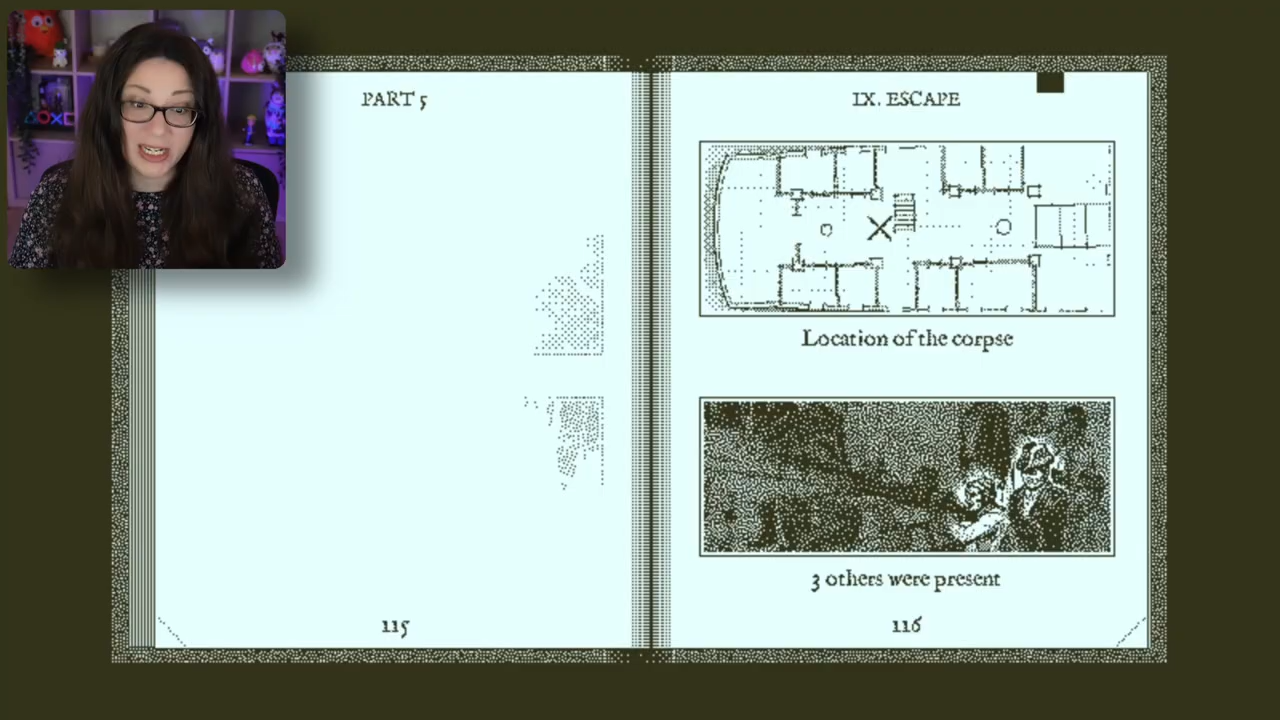 PART 5
115
IX. ESCAPE
Location of the corpse
3 others were present
116